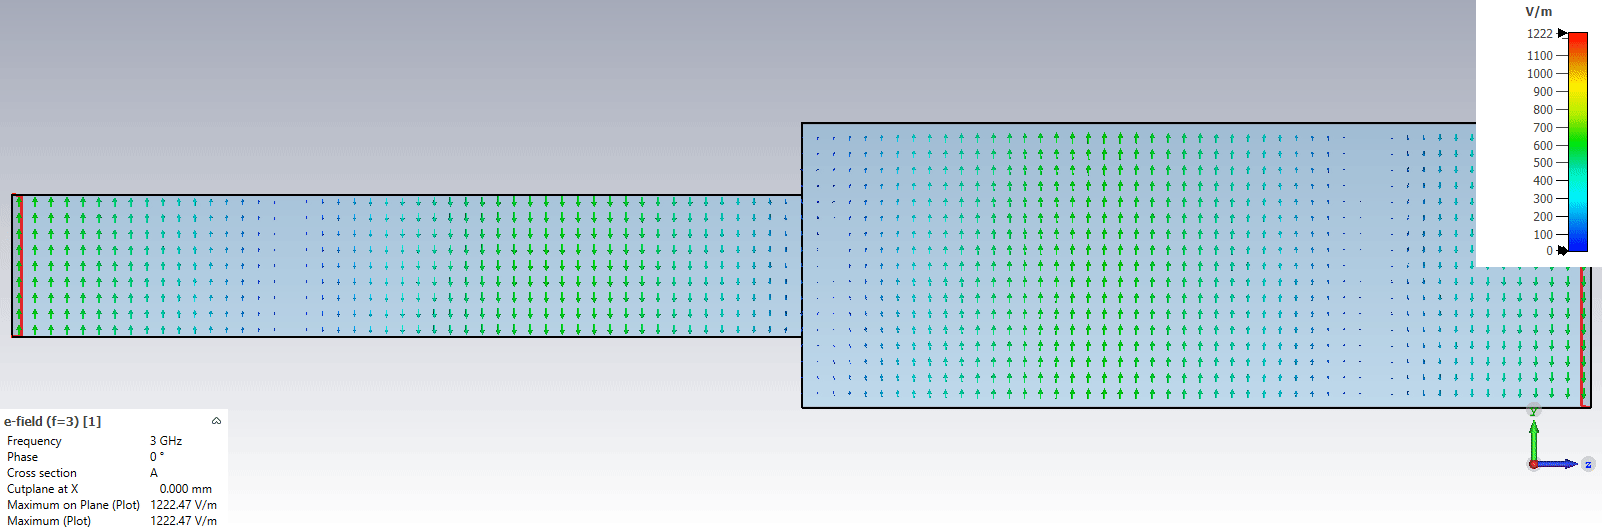 V/m
1222
1100
1000
900
800
700
600
500
400
300
200
100
0
e-field (f=3) [1]
Frequency 3 GHz
Phase 0 °
Cross section A
Cutplane at X 0.000 mm
Maximum on Plane (Plot) 1222.47 V/m
Maximum (Plot) 1222.47 V/m
Y
z